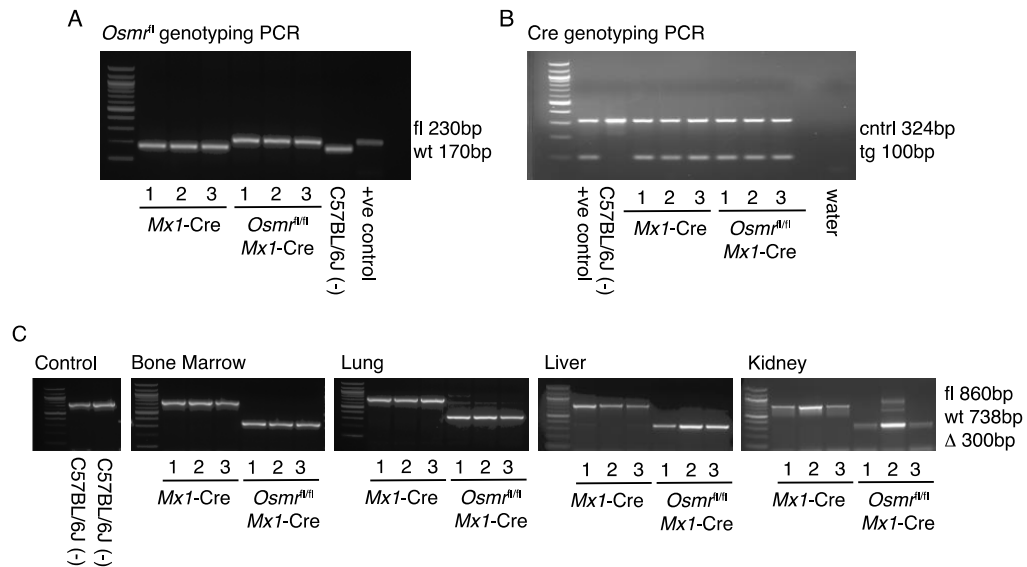 A
Osmrfl genotyping PCR
fl 230bp
wt 170bp
1 2 3 1 2 3
Mx1-Cre
Osmrfl/fl
Mx1-Cre
C57BL/6J (-)
+ve control
B
Cre genotyping PCR
cntrl 324bp
tg 100bp
+ve control
C57BL/6J (-)
1 2 3 1 2 3
Mx1-Cre
Osmrfl/fl
Mx1-Cre
water
C
Control
C57BL/6J (-)
C57BL/6J (-)
Bone Marrow
1 2 3 1 2 3
Mx1-Cre
Osmrfl/fl
Mx1-Cre
Lung
1 2 3 1 2 3
Mx1-Cre
Osmrfl/fl
Mx1-Cre
Liver
1 2 3 1 2 3
Mx1-Cre
Osmrfl/fl
Mx1-Cre
Kidney
1 2 3 1 2 3
Mx1-Cre
Osmrfl/fl
Mx1-Cre
fl 860bp
wt 738bp
Δ 300bp